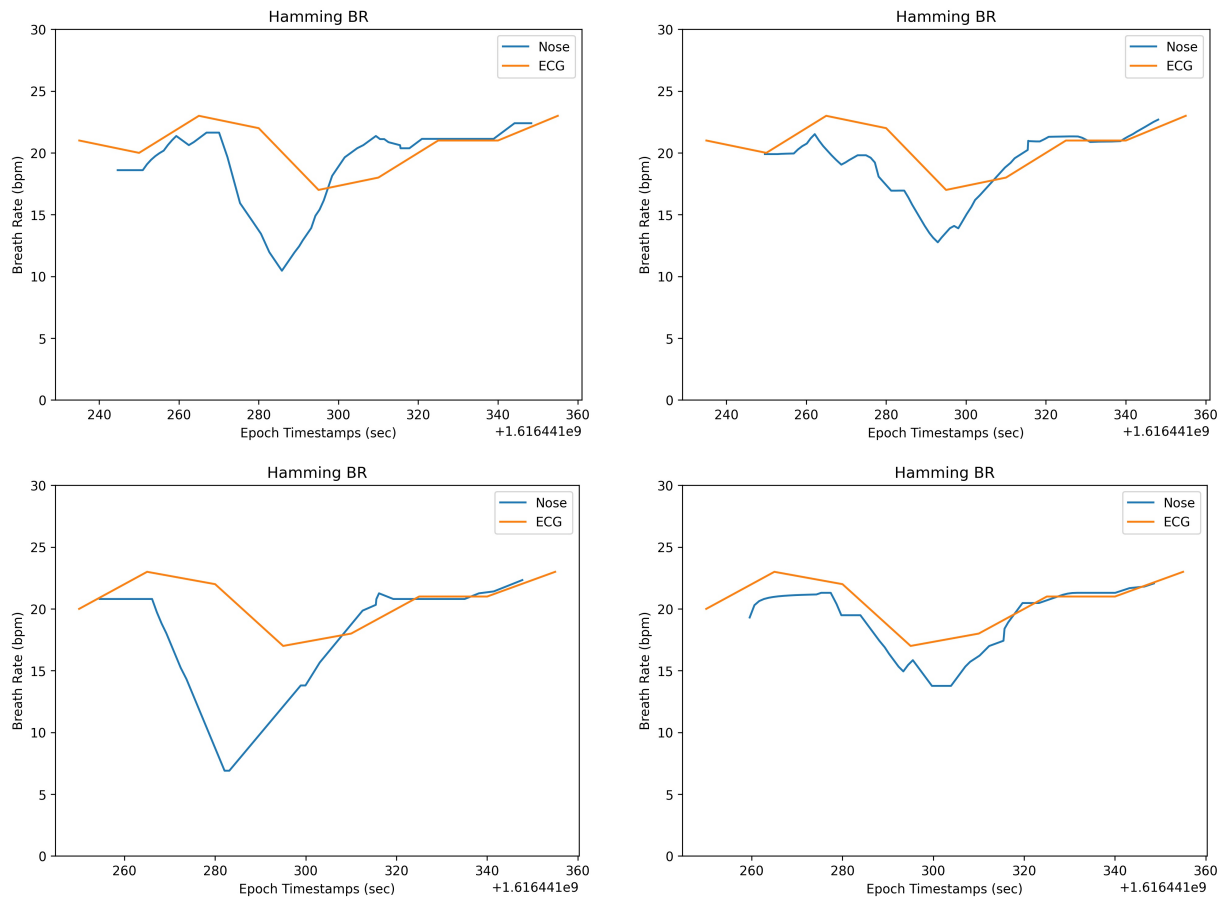 Hamming BR
Nose
ECG
Breath Rate (bpm)
30
25
20
15
10
5
0
240 260 280 300 320 340 360
Epoch Timestamps (sec)
+1.616441e9
Hamming BR
Nose
ECG
Breath Rate (bpm)
30
25
20
15
10
5
0
240 260 280 300 320 340 360
Epoch Timestamps (sec)
+1.616441e9
Hamming BR
Nose
ECG
Breath Rate (bpm)
30
25
20
15
10
5
0
260 280 300 320 340 360
Epoch Timestamps (sec)
+1.616441e9
Hamming BR
Nose
ECG
Breath Rate (bpm)
30
25
20
15
10
5
0
260 280 300 320 340 360
Epoch Timestamps (sec)
+1.616441e9